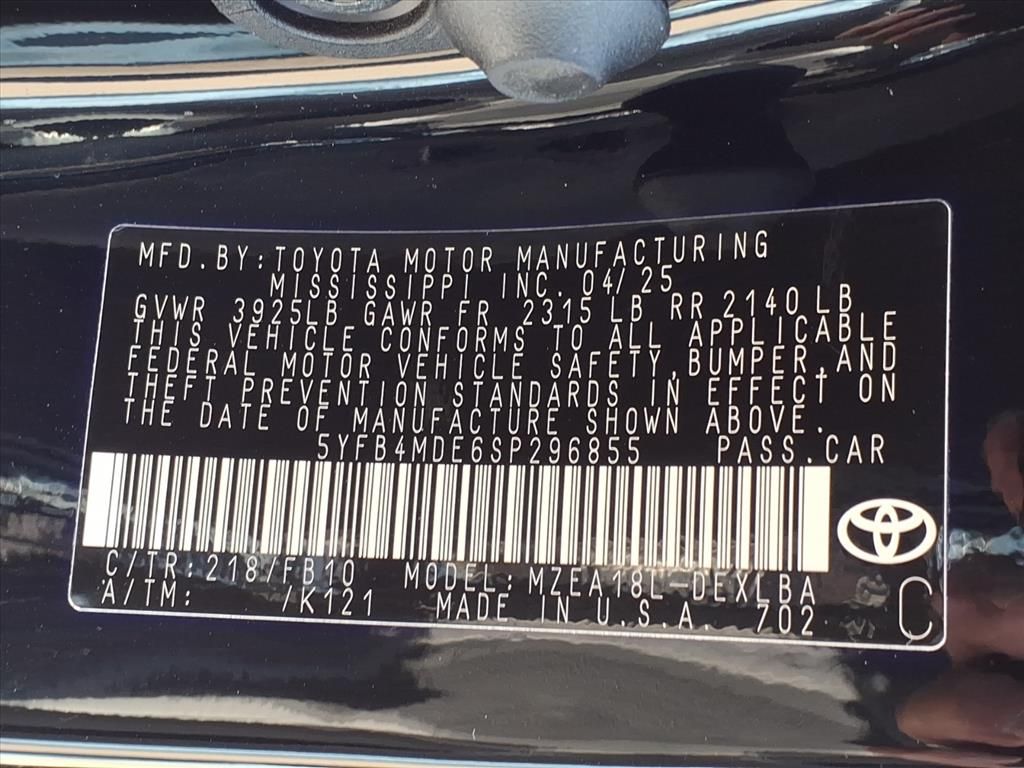 MFD.BY:TOYOTA MOTOR MANUFACTURING
MISSISSIPPI INC. 04/25
GVWR 3925LB GAWR FR 2315 LB RR 2140LB
THIS VEHICLE CONFORMS TO ALL APPLICABLE
FEDERAL MOTOR VEHICLE SAFETY,BUMPER,AND
THEFT PREVENTION STANDARDS IN EFFECT ON
THE DATE OF MANUFACTURE SHOWN ABOVE.
5YFB4MDE6SP296855 PASS.CAR
C/TR:218/FB10 MODEL:MZEA18L-DEXLBA
A/TM: /K121 MADE IN U.S.A. 702
C